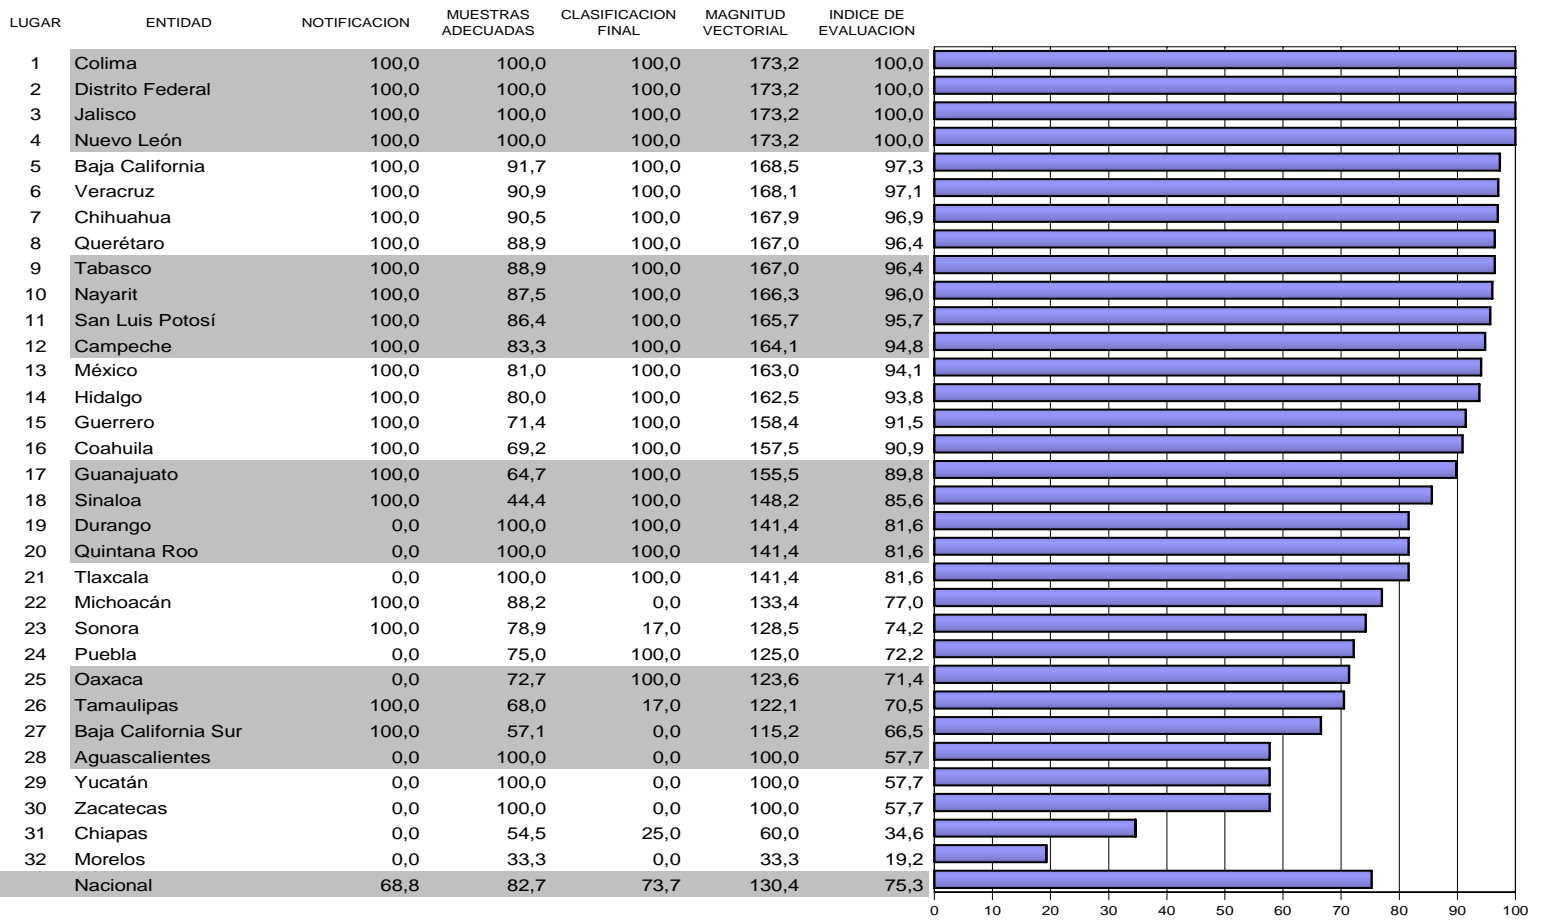 LUGAR ENTIDAD NOTIFICACION MUESTRAS ADECUADAS CLASIFICACION FINAL MAGNITUD VECTORIAL INDICE DE EVALUACION
1 Colima 100,0 100,0 100,0 173,2 100,0
2 Distrito Federal 100,0 100,0 100,0 173,2 100,0
3 Jalisco 100,0 100,0 100,0 173,2 100,0
4 Nuevo León 100,0 100,0 100,0 173,2 100,0
5 Baja California 100,0 91,7 100,0 168,5 97,3
6 Veracruz 100,0 90,9 100,0 168,1 97,1
7 Chihuahua 100,0 90,5 100,0 167,9 96,9
8 Querétaro 100,0 88,9 100,0 167,0 96,4
9 Tabasco 100,0 88,9 100,0 167,0 96,4
10 Nayarit 100,0 87,5 100,0 166,3 96,0
11 San Luis Potosí 100,0 86,4 100,0 165,7 95,7
12 Campeche 100,0 83,3 100,0 164,1 94,8
13 México 100,0 81,0 100,0 163,0 94,1
14 Hidalgo 100,0 80,0 100,0 162,5 93,8
15 Guerrero 100,0 71,4 100,0 158,4 91,5
16 Coahuila 100,0 69,2 100,0 157,5 90,9
17 Guanajuato 100,0 64,7 100,0 155,5 89,8
18 Sinaloa 100,0 44,4 100,0 148,2 85,6
19 Durango 0,0 100,0 100,0 141,4 81,6
20 Quintana Roo 0,0 100,0 100,0 141,4 81,6
21 Tlaxcala 0,0 100,0 100,0 141,4 81,6
22 Michoacán 100,0 88,2 0,0 133,4 77,0
23 Sonora 100,0 78,9 17,0 128,5 74,2
24 Puebla 0,0 75,0 100,0 125,0 72,2
25 Oaxaca 0,0 72,7 100,0 123,6 71,4
26 Tamaulipas 100,0 68,0 17,0 122,1 70,5
27 Baja California Sur 100,0 57,1 0,0 115,2 66,5
28 Aguascalientes 0,0 100,0 0,0 100,0 57,7
29 Yucatán 0,0 100,0 0,0 100,0 57,7
30 Zacatecas 0,0 100,0 0,0 100,0 57,7
31 Chiapas 0,0 54,5 25,0 60,0 34,6
32 Morelos 0,0 33,3 0,0 33,3 19,2
Nacional 68,8 82,7 73,7 130,4 75,3
0 10 20 30 40 50 60 70 80 90 100